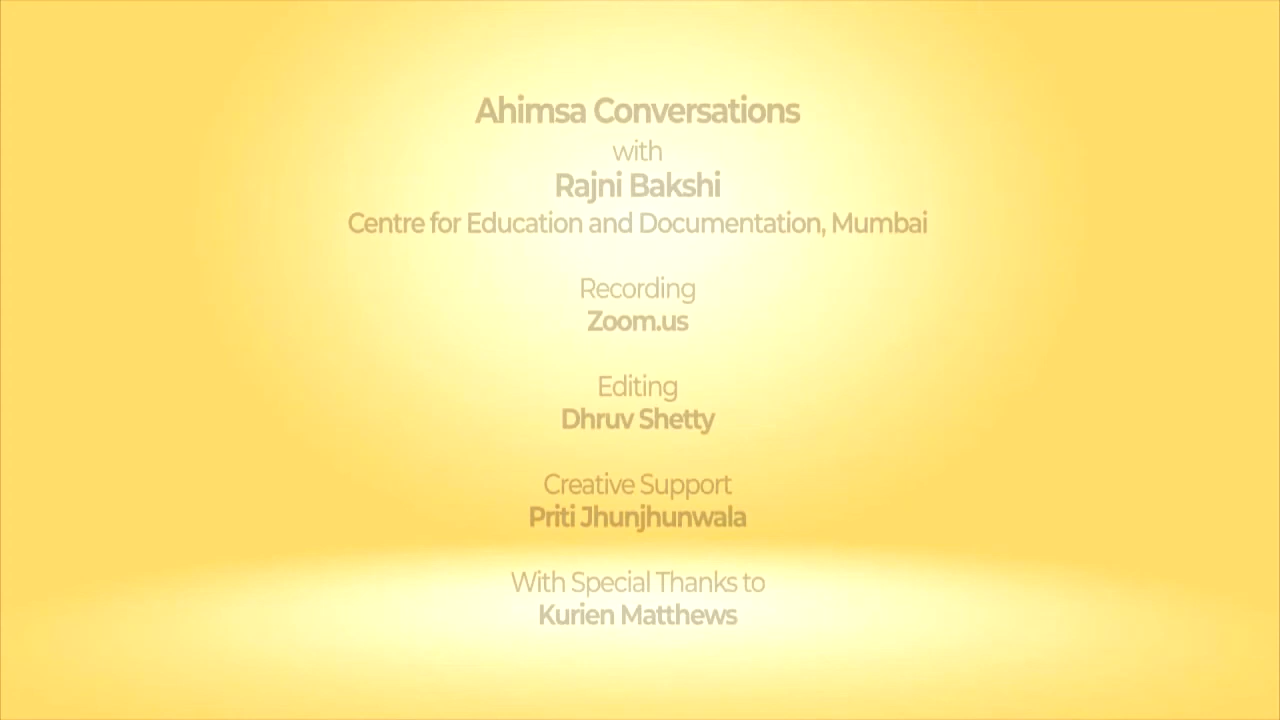 Ahimsa Conversations
with
Rajni Bakshi
Centre for Education and Documentation, Mumbai
Recording
Zoom.us
Editing
Dhruv Shetty
Creative Support
Priti Jhunjhunwala
With Special Thanks to
Kurien Matthews